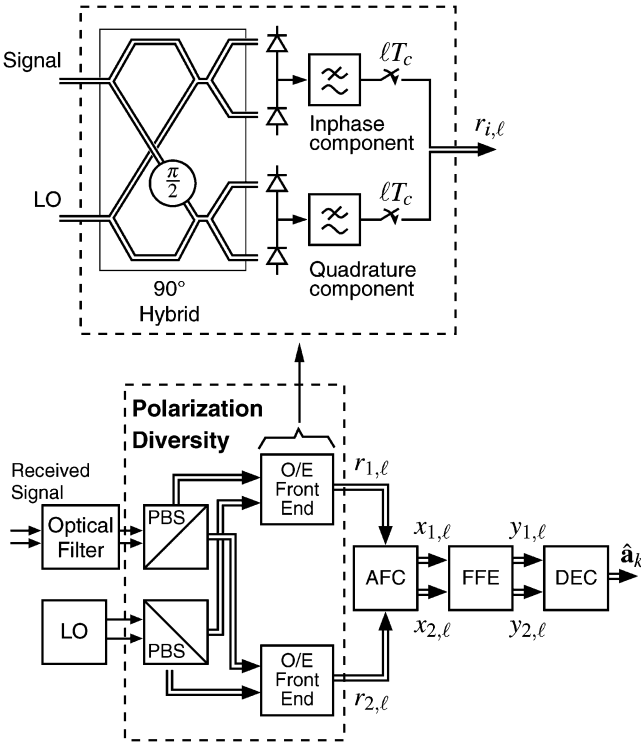 Signal
ℓT_c
Inphase
component
r_{i,ℓ}
π/2
LO
ℓT_c
Quadrature
component
90°
Hybrid
Polarization
Diversity
Received
Signal
Optical
Filter
PBS
O/E
Front
End
r_{1,ℓ}
x_{1,ℓ}
y_{1,ℓ}
AFC
FFE
DEC
â_k
x_{2,ℓ}
y_{2,ℓ}
LO
PBS
O/E
Front
End
r_{2,ℓ}